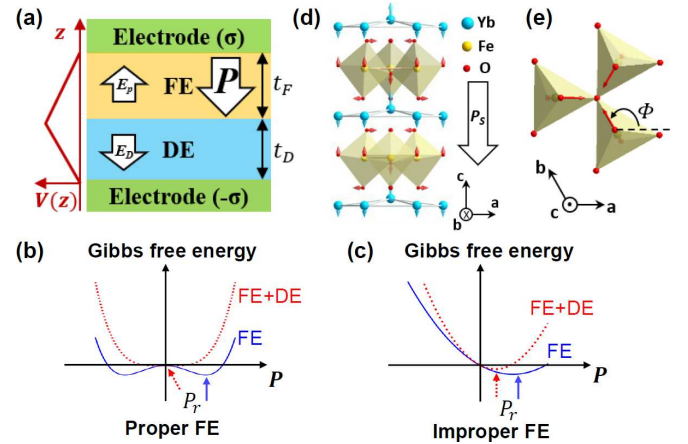 (a)
z
Electrode (σ)
E_p
FE
P
t_F
E_D
DE
t_D
V(z)
Electrode (-σ)
(d)
Yb
Fe
O
P_S
c
b
a
(e)
Φ
b
c
a
(b)
Gibbs free energy
FE+DE
FE
P
P_r
Proper FE
(c)
Gibbs free energy
FE+DE
FE
P
P_r
Improper FE